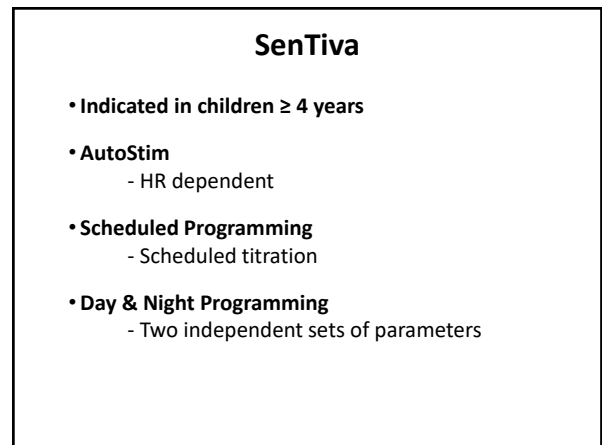 SenTiva
• Indicated in children ≥ 4 years
• AutoStim
- HR dependent
• Scheduled Programming
- Scheduled titration
• Day & Night Programming
- Two independent sets of parameters